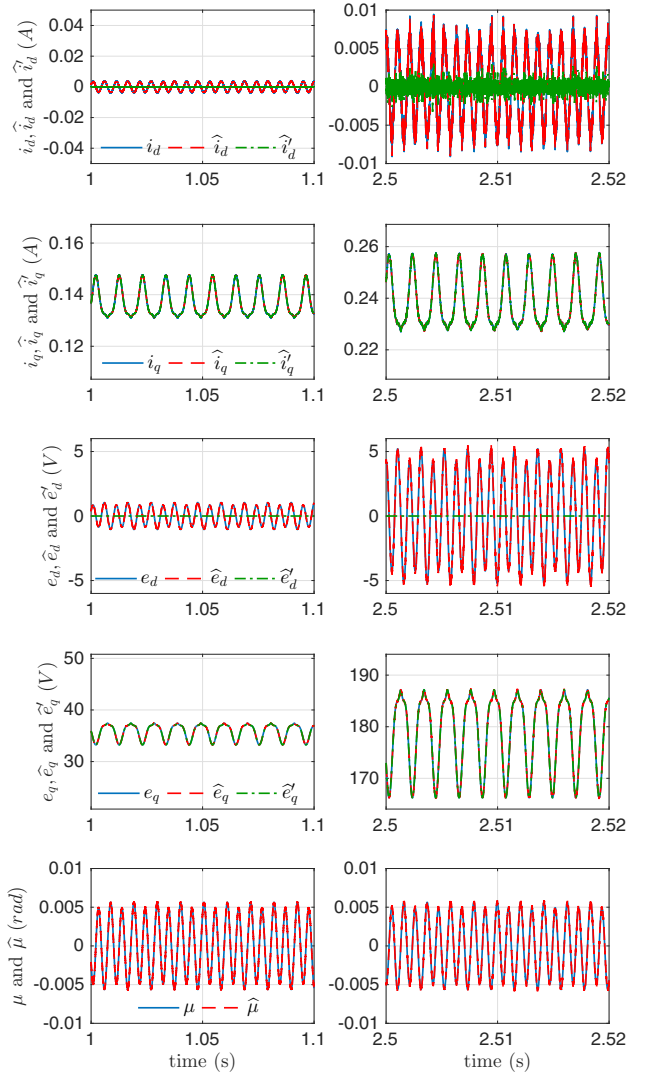 i_d, î_d and î′_d (A)
0.04
0.02
0
-0.02
-0.04
i_d î_d î′_d
1 1.05 1.1
0.01
0.005
0
-0.005
-0.01
2.5 2.51 2.52
i_q, î_q and î′_q (A)
0.16
0.14
0.12
i_q î_q î′_q
1 1.05 1.1
0.26
0.24
0.22
2.5 2.51 2.52
e_d, ê_d and ê′_d (V)
5
0
-5
e_d ê_d ê′_d
1 1.05 1.1
5
0
-5
2.5 2.51 2.52
e_q, ê_q and ê′_q (V)
50
40
30
e_q ê_q ê′_q
1 1.05 1.1
190
180
170
2.5 2.51 2.52
μ and μ̂ (rad)
0.01
0.005
0
-0.005
-0.01
μ μ̂
1 1.05 1.1
time (s)
0.01
0.005
0
-0.005
-0.01
2.5 2.51 2.52
time (s)